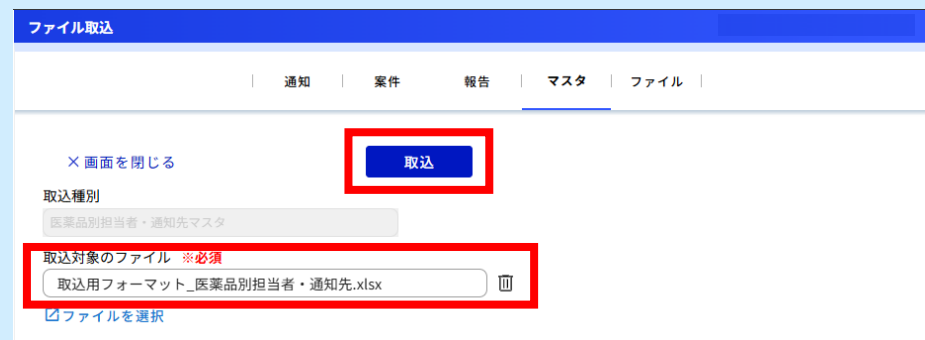 ファイル取込
通知 案件 報告 マスタ ファイル
×画面を閉じる 取込
取込種別
医薬品別担当者・通知先マスタ
取込対象のファイル ※必須
取込用フォーマット_医薬品別担当者・通知先.xlsx
ファイルを選択